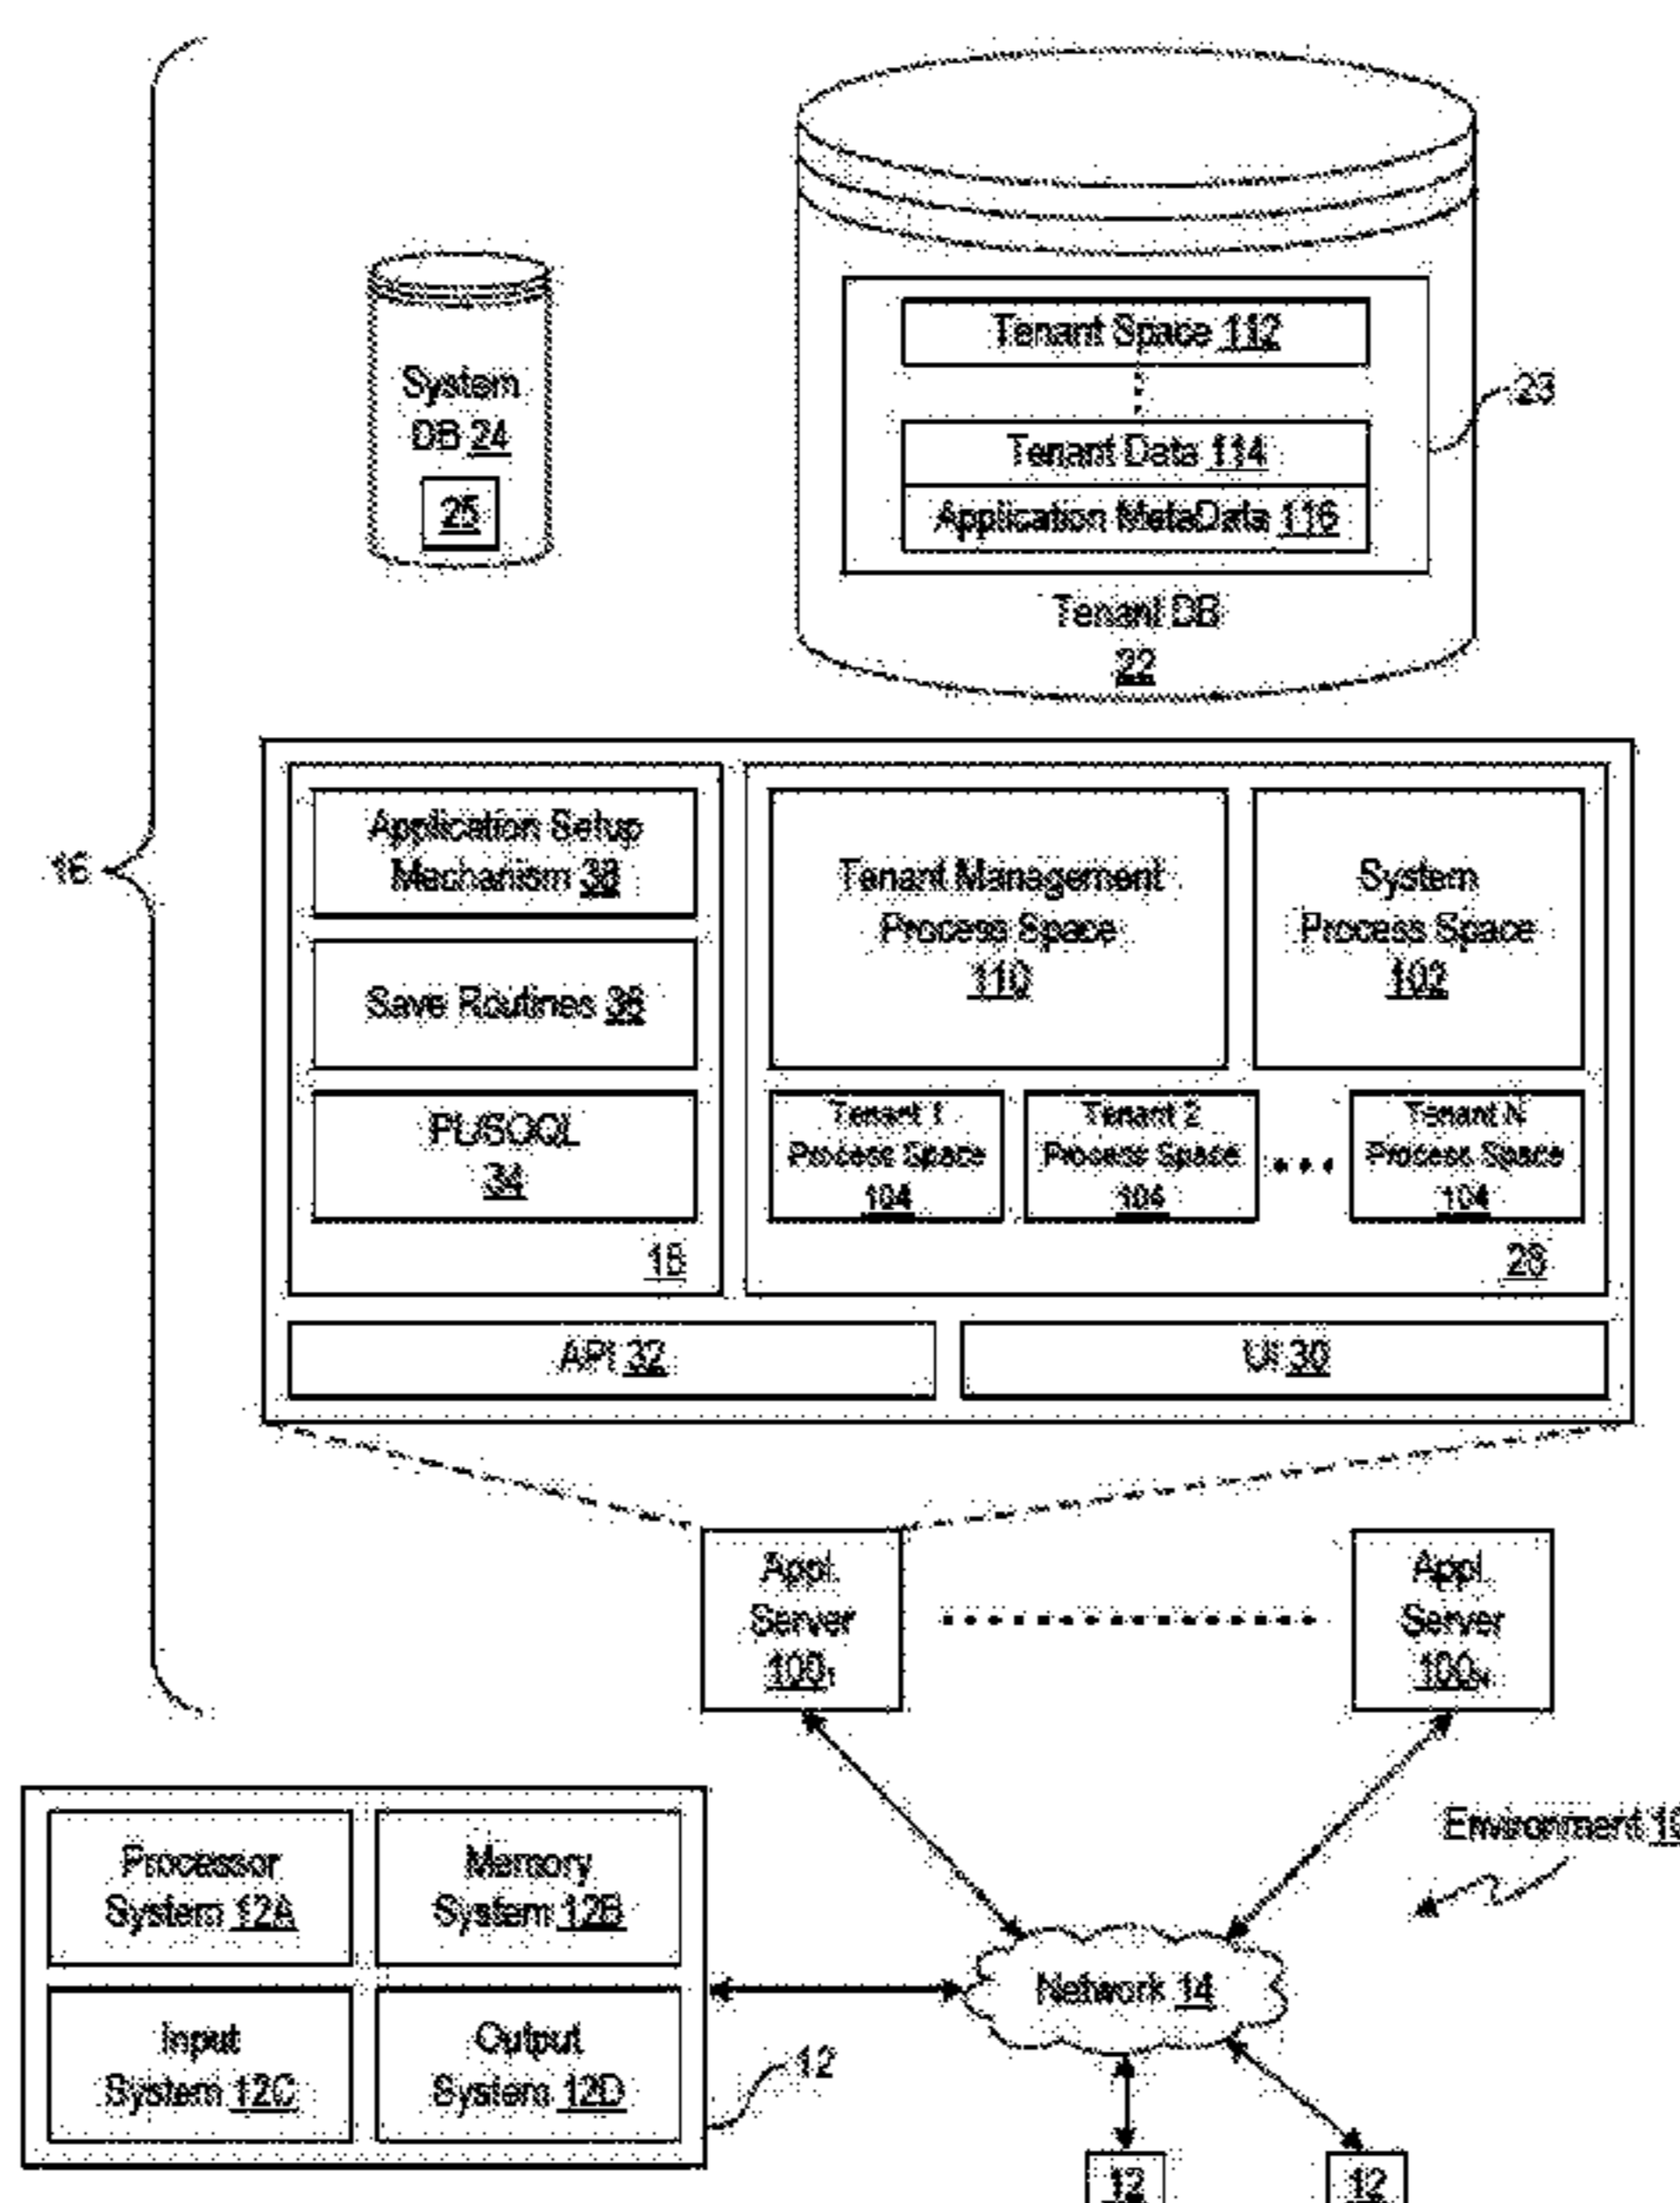 Tenant Space 112
23
System
DB 24
25
Tenant Data 114
Application MetaData 116
Tenant DB
22
16
Application Setup
Mechanism 38
Save Routines 36
PL/SOQL
34
18
Tenant Management
Process Space
110
System
Process Space
102
Tenant 1
Process Space
104
Tenant 2
Process Space
104
Tenant N
Process Space
104
28
API 32
UI 30
Appl.
Server
100₁
Appl.
Server
100N
Environment 10
Processor
System 12A
Memory
System 12B
Input
System 12C
Output
System 12D
12
Network 14
12
12